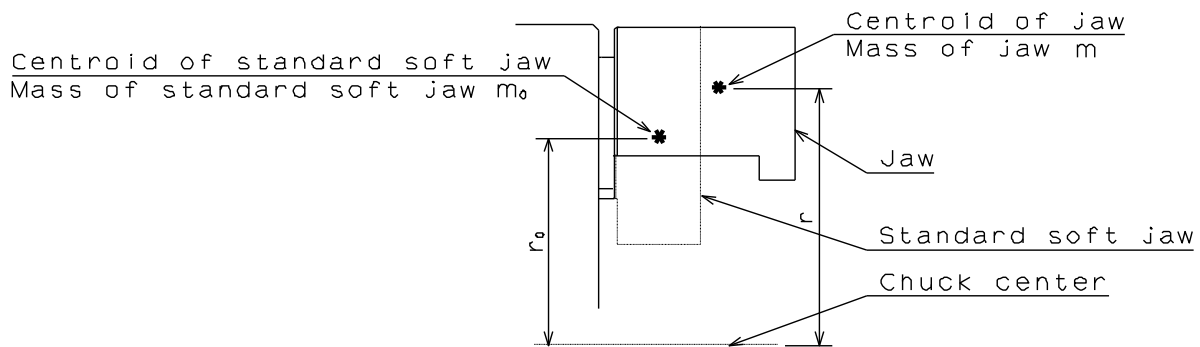 Centroid of jaw
Mass of jaw m
Centroid of standard soft jaw
Mass of standard soft jaw m₀
Jaw
r
Standard soft jaw
r₀
Chuck center